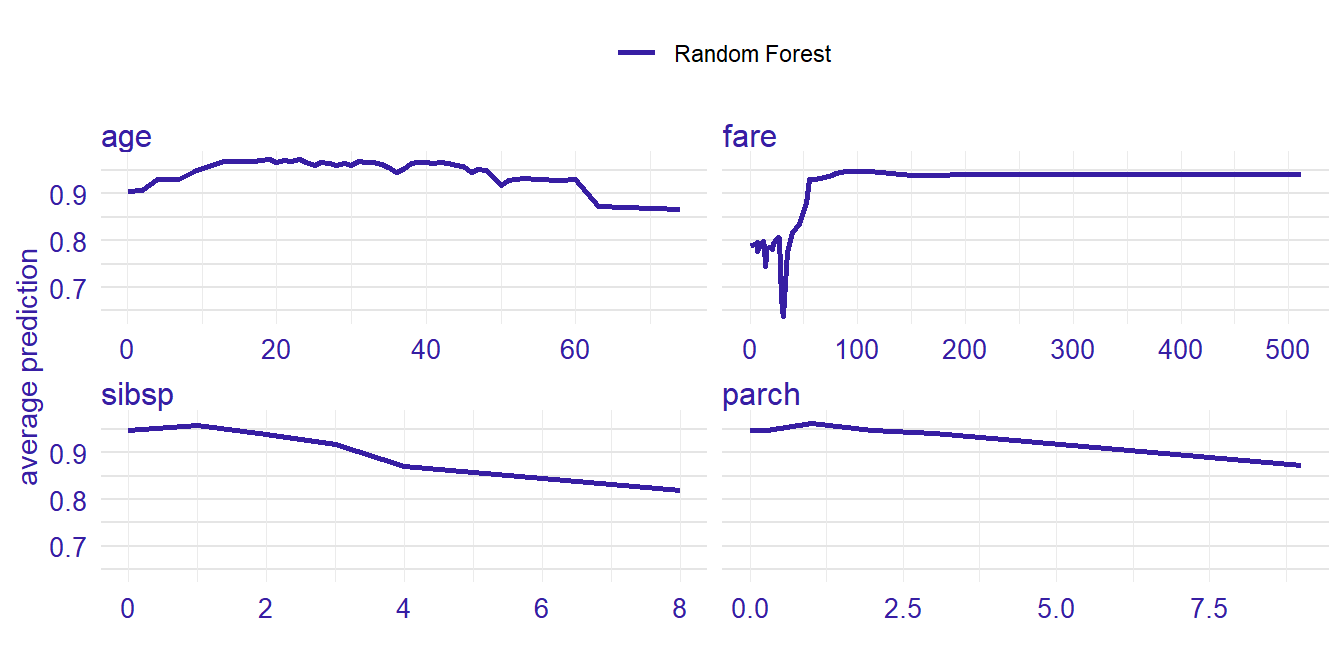 Random Forest
average prediction
age
0.9
0.8
0.7
0 20 40 60
fare
0 100 200 300 400 500
sibsp
0.9
0.8
0.7
0 2 4 6 8
parch
0.0 2.5 5.0 7.5